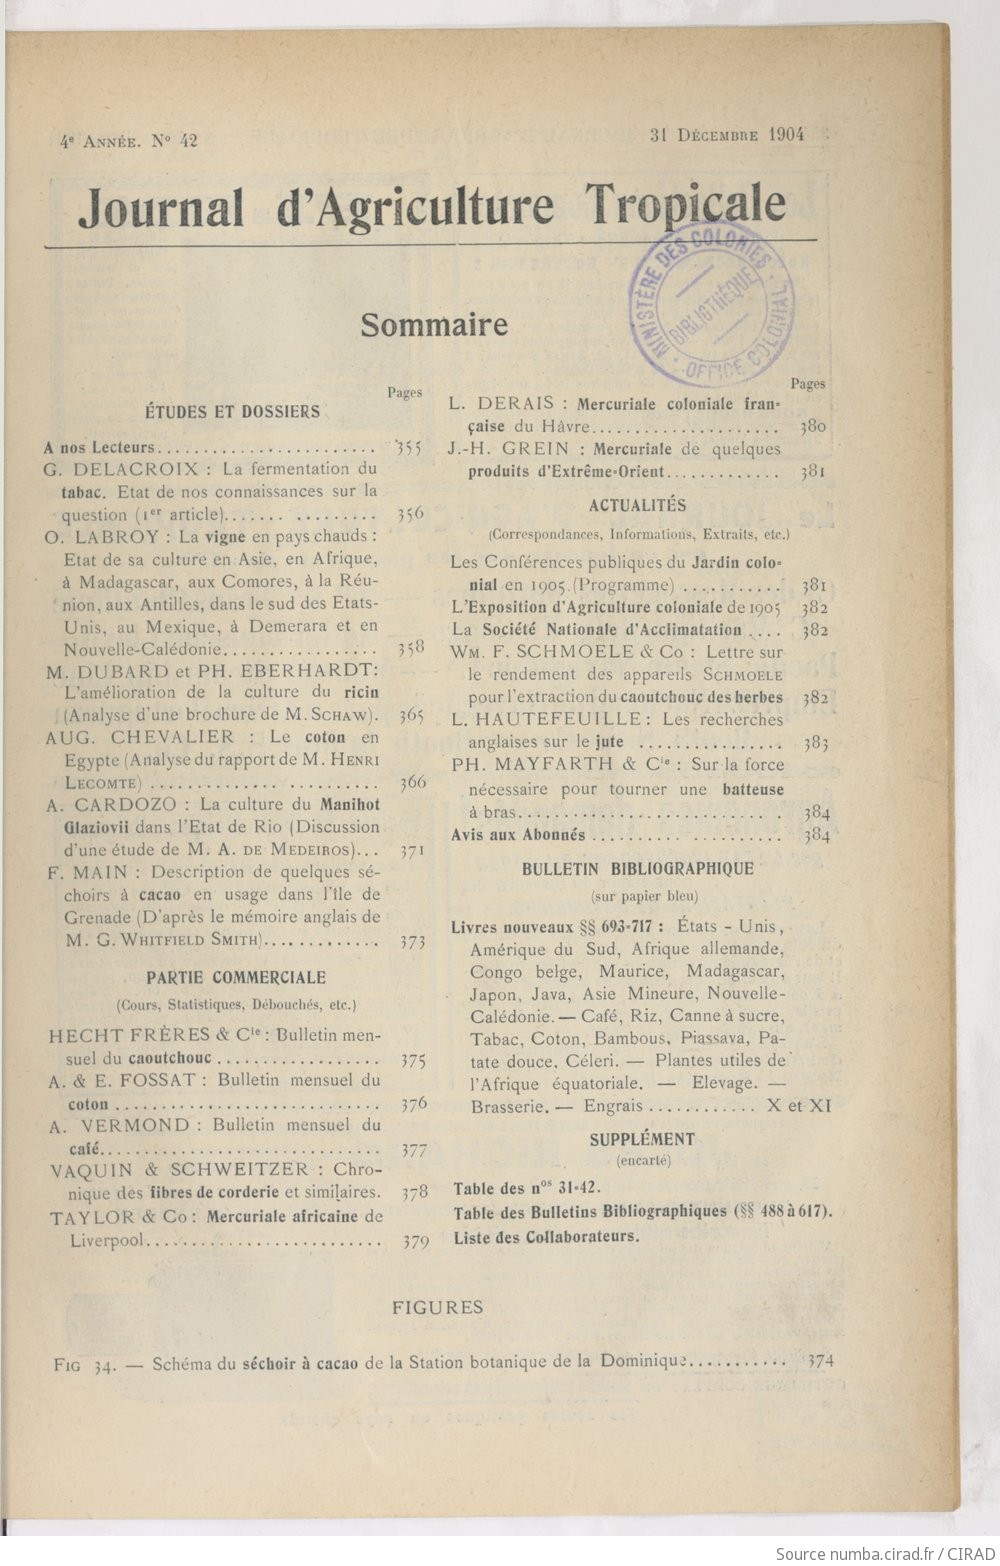 4e ANNÉE. No 42
31 DÉCEMBRE 1904
Journal d'Agriculture Tropicale
MINISTÈRE DES COLONIES
BIBLIOTHÈQUE
OFFICE COLONIAL
Sommaire
Pages
ÉTUDES ET DOSSIERS
A nos Lecteurs........................ 355
G. DELACROIX : La fermentation du
tabac. Etat de nos connaissances sur la
question (1er article)....... ......... 356
O. LABROY : La vigne en pays chauds :
Etat de sa culture en Asie, en Afrique,
à Madagascar, aux Comores, à la Réu-
nion, aux Antilles, dans le sud des Etats-
Unis, au Mexique, à Demerara et en
Nouvelle-Calédonie................. 358
M. DUBARD et PH. EBERHARDT:
L'amélioration de la culture du ricin
(Analyse d'une brochure de M. SCHAW). 365
AUG. CHEVALIER : Le coton en
Egypte (Analyse du rapport de M. HENRI
LECOMTE) ............. .......... 366
A. CARDOZO : La culture du Manihot
Glaziovii dans l'Etat de Rio (Discussion
d'une étude de M. A. DE MEDEIROS)... 371
F. MAIN : Description de quelques sé-
choirs à cacao en usage dans l'île de
Grenade (D'après le mémoire anglais de
M. G. WHITFIELD SMITH)............. 373
PARTIE COMMERCIALE
(Cours, Statistiques, Débouchés, etc.)
HECHT FRÈRES & Cie : Bulletin men-
suel du caoutchouc .................. 375
A. & E. FOSSAT : Bulletin mensuel du
coton ............................. 376
A. VERMOND : Bulletin mensuel du
café............................... 377
VAQUIN & SCHWEITZER : Chro-
nique des fibres de corderie et similaires. 378
TAYLOR & Co : Mercuriale africaine de
Liverpool.......................... 379
Pages
L. DERAIS : Mercuriale coloniale fran-
çaise du Hâvre..................... 380
J.-H. GREIN : Mercuriale de quelques
produits d'Extrême-Orient............. 381
ACTUALITÉS
(Correspondances, Informations, Extraits, etc.)
Les Conférences publiques du Jardin colo-
nial en 1905.(Programme) ........... 381
L'Exposition d'Agriculture coloniale de 1905 382
La Société Nationale d'Acclimatation .... 382
WM. F. SCHMOELE & Co : Lettre sur
le rendement des appareils SCHMOELE
pour l'extraction du caoutchouc des herbes 382
L. HAUTEFEUILLE : Les recherches
anglaises sur le jute ................ 383
PH. MAYFARTH & Cie : Sur la force
nécessaire pour tourner une batteuse
à bras........................... . 384
Avis aux Abonnés ........... .......... 384
BULLETIN BIBLIOGRAPHIQUE
(sur papier bleu)
Livres nouveaux §§ 693-717 : États - Unis,
Amérique du Sud, Afrique allemande,
Congo belge, Maurice, Madagascar,
Japon, Java, Asie Mineure, Nouvelle-
Calédonie. — Café, Riz, Canne à sucre,
Tabac, Coton, Bambous, Piassava, Pa-
tate douce, Céleri. — Plantes utiles de
l'Afrique équatoriale. — Elevage. —
Brasserie. — Engrais ............ X et XI
SUPPLÉMENT
(encarté)
Table des nos 31-42.
Table des Bulletins Bibliographiques (§§ 488 à 617).
Liste des Collaborateurs.
FIGURES
FIG 34. — Schéma du séchoir à cacao de la Station botanique de la Dominique........... 374
Source numba.cirad.fr / CIRAD